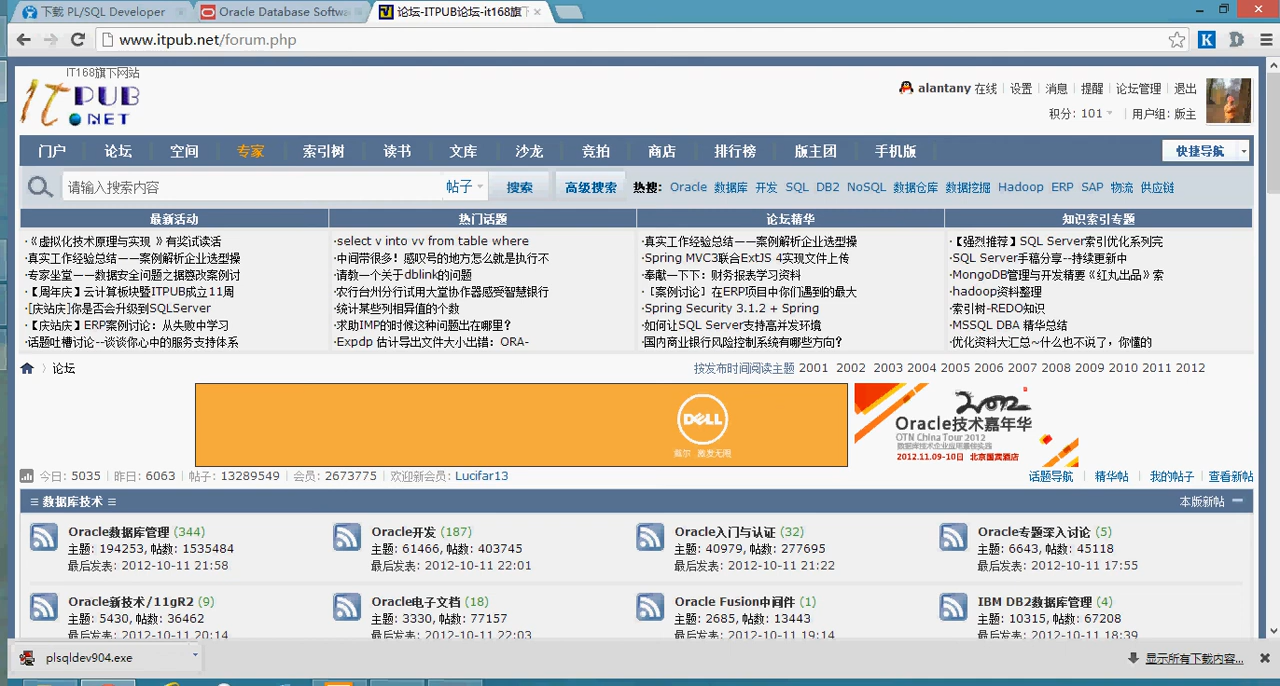 下载 PL/SQL Developer
Oracle Database Softwa
论坛-ITPUB论坛-it168旗下
www.itpub.net/forum.php
IT168旗下网站
ITPUB
.NET
alantany 在线 设置 消息 提醒 论坛管理 退出
积分: 101 用户组: 版主
门户 论坛 空间 专家 索引树 读书 文库 沙龙 竞拍 商店 排行榜 版主团 手机版 快捷导航
请输入搜索内容 帖子 搜索 高级搜索 热搜: Oracle 数据库 开发 SQL DB2 NoSQL 数据仓库 数据挖掘 Hadoop ERP SAP 物流 供应链
最新活动 热门话题 论坛精华 知识索引专题
·《虚拟化技术原理与实现 》有奖试读活 ·select v into vv from table where ·真实工作经验总结——案例解析企业选型操 ·【强烈推荐】SQL Server索引优化系列完
·真实工作经验总结——案例解析企业选型操 ·中间带很多！感叹号的地方怎么就是执行不 ·Spring MVC3联合ExtJS 4实现文件上传 ·SQL Server手稿分享--持续更新中
·专家坐堂——数据安全问题之据篡改案例讨 ·请教一个关于dblink的问题 ·奉献一下下：财务报表学习资料 ·MongoDB管理与开发精要《红丸出品》索
·【周年庆】云计算板块暨ITPUB成立11周 ·农行台州分行试用大堂协作器感受智慧银行 ·［案例讨论］在ERP项目中你们遇到的最大 ·hadoop资料整理
·[庆站庆]你是否会升级到SQLServer ·统计某些列相异值的个数 ·Spring Security 3.1.2 + Spring ·索引树-REDO知识
·【庆站庆】ERP案例讨论：从失败中学习 ·求助IMP的时候这种问题出在哪里？ ·如何让SQL Server支持高并发环境 ·MSSQL DBA 精华总结
·话题吐槽讨论--谈谈你心中的服务支持体系 ·Expdp 估计导出文件大小出错：ORA- ·国内商业银行风险控制系统有哪些方向？ ·优化资料大汇总~什么也不说了，你懂的
论坛 按发布时间阅读主题 2001 2002 2003 2004 2005 2006 2007 2008 2009 2010 2011 2012
DELL
戴尔 激发无限
2012
Oracle技术嘉年华
OTN China Tour 2012
数据库技术企业应用最佳实践
2012.11.09-10日 北京国宾酒店
今日: 5035 昨日: 6063 帖子: 13289549 会员: 2673775 欢迎新会员: Lucifar13 话题导航 精华帖 我的帖子 查看新帖
≡ 数据库技术 ≡ 本版新帖
Oracle数据库管理 (344) Oracle开发 (187) Oracle入门与认证 (32) Oracle专题深入讨论 (5)
主题: 194253, 帖数: 1535484 主题: 61466, 帖数: 403745 主题: 40979, 帖数: 277695 主题: 6643, 帖数: 45118
最后发表: 2012-10-11 21:58 最后发表: 2012-10-11 22:01 最后发表: 2012-10-11 21:22 最后发表: 2012-10-11 17:55
Oracle新技术/11gR2 (9) Oracle电子文档 (18) Oracle Fusion中间件 (1) IBM DB2数据库管理 (4)
主题: 5430, 帖数: 36462 主题: 3330, 帖数: 77157 主题: 2685, 帖数: 13443 主题: 10315, 帖数: 67208
最后发表: 2012-10-11 20:14 最后发表: 2012-10-11 22:03 最后发表: 2012-10-11 19:14 最后发表: 2012-10-11 18:39
plsqldev904.exe 显示所有下载内容...